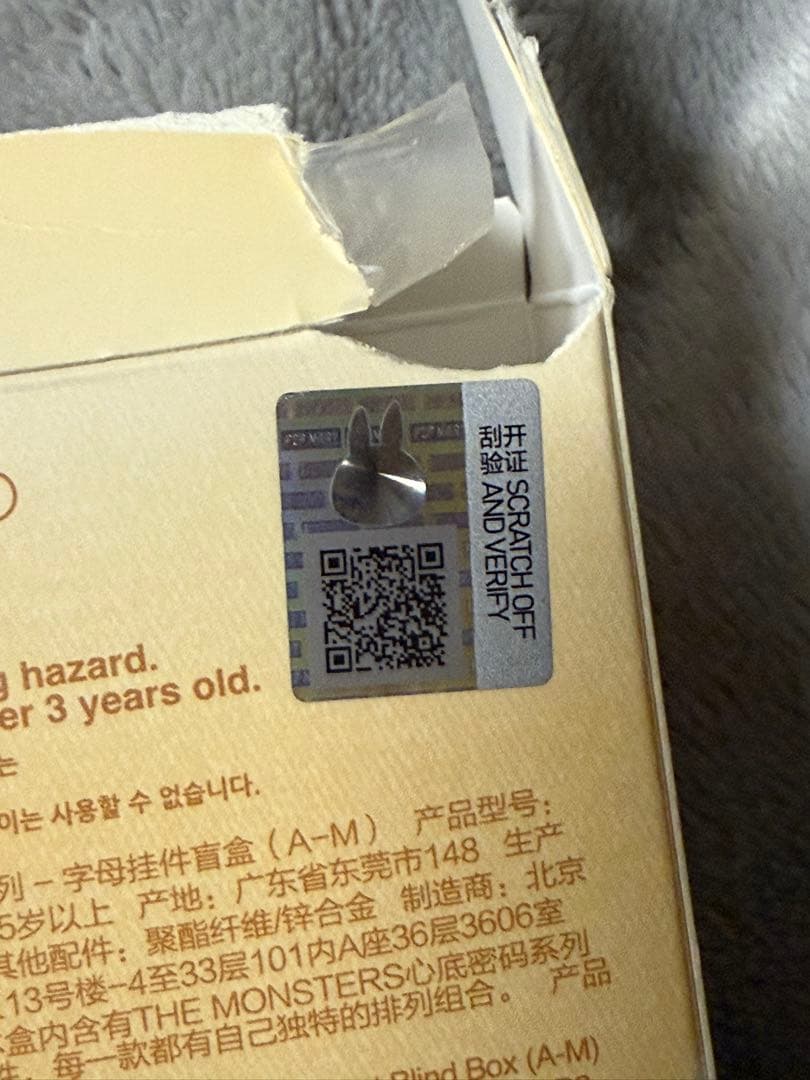 POP MART
开证 SCRATCH OFF
刮验 AND VERIFY
hazard.
3 years old.
는
이는 사용할 수 없습니다.
列 – 字母挂件盲盒（A-M） 产品型号：
5岁以上 产地：广东省东莞市148 生产
其他配件：聚酯纤维/锌合金 制造商：北京
13号楼-4至33层101内A座36层3606室
盒内含有THE MONSTERS心底密码系列
每一款都有自己独特的排列组合。 产品
Blind Box (A-M)